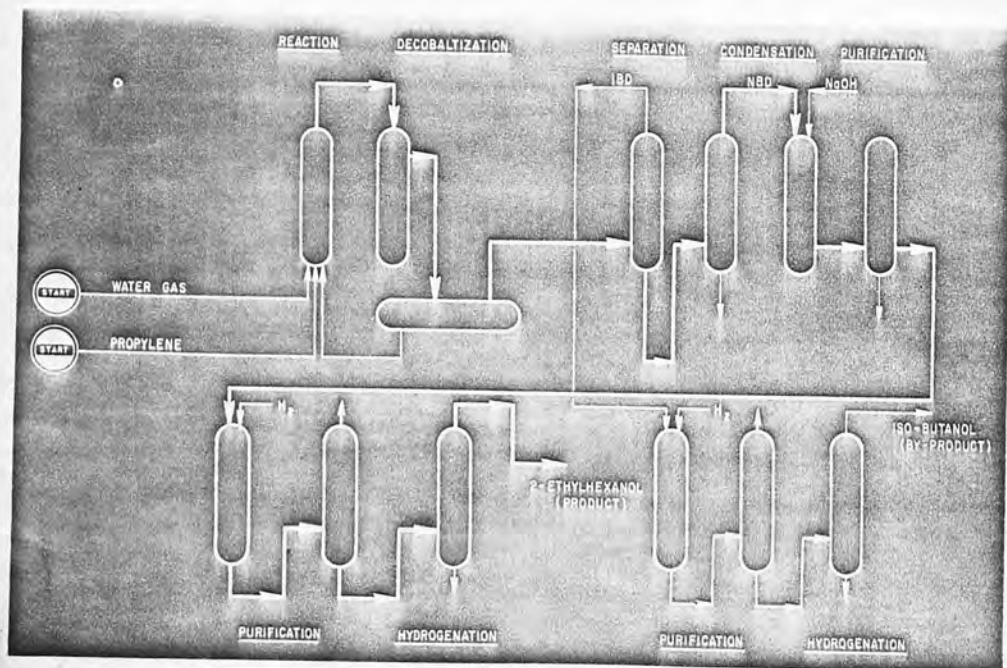 REACTION
DECOBALTIZATION
SEPARATION
CONDENSATION
PURIFICATION
IBD
NBD
NaOH
START
WATER GAS
START
PROPYLENE
H₂
H₂
ISO-BUTANOL
(BY-PRODUCT)
2-ETHYLHEXANOL
(PRODUCT)
PURIFICATION
HYDROGENATION
PURIFICATION
HYDROGENATION